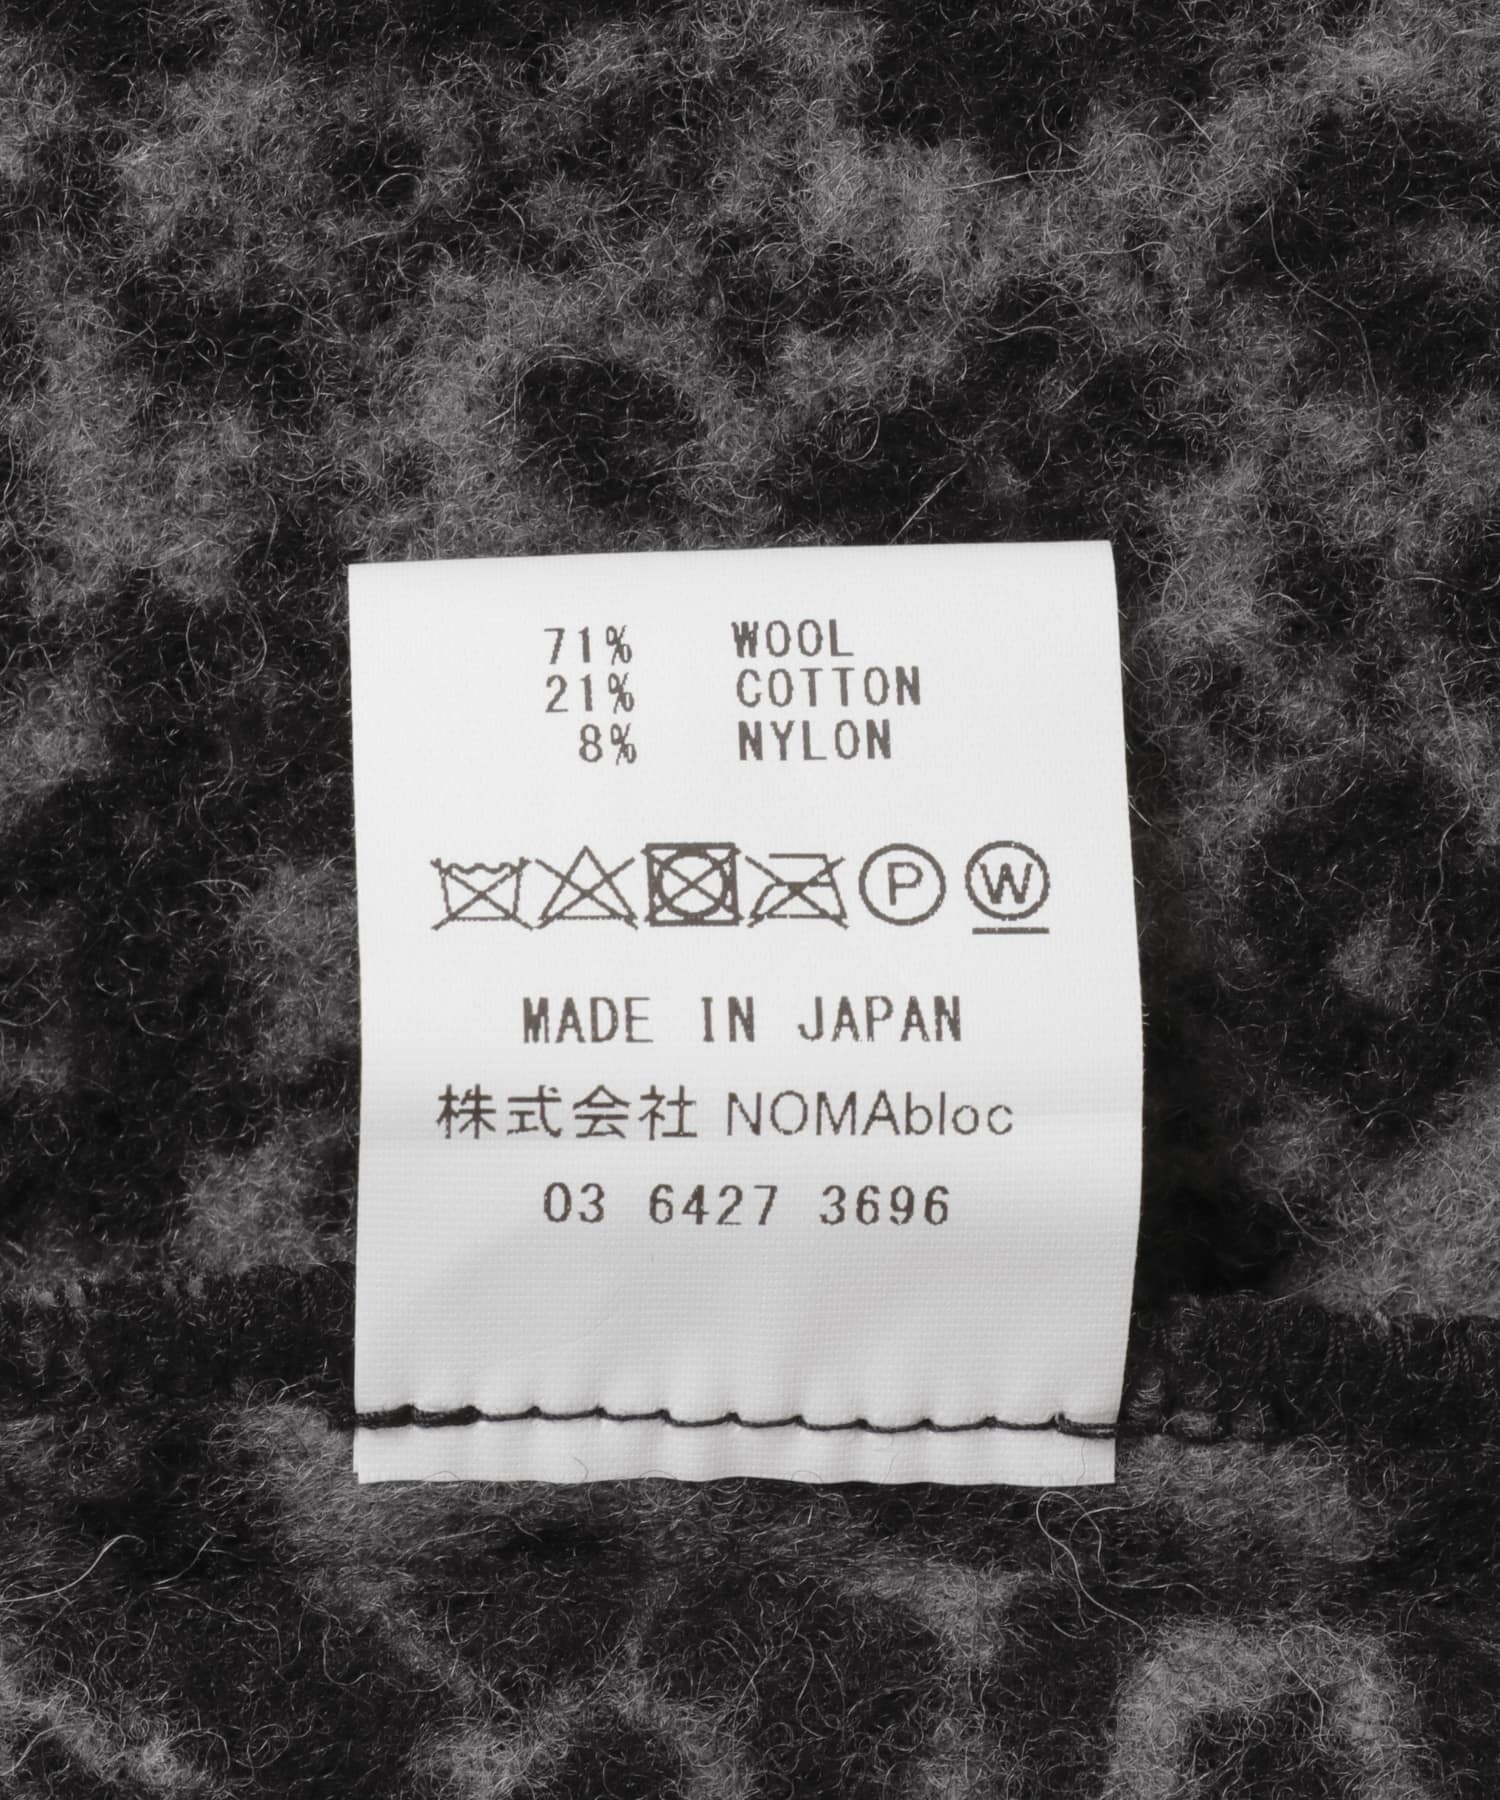 71% WOOL
21% COTTON
8% NYLON
P W
MADE IN JAPAN
株式会社 NOMAbloc
03 6427 3696